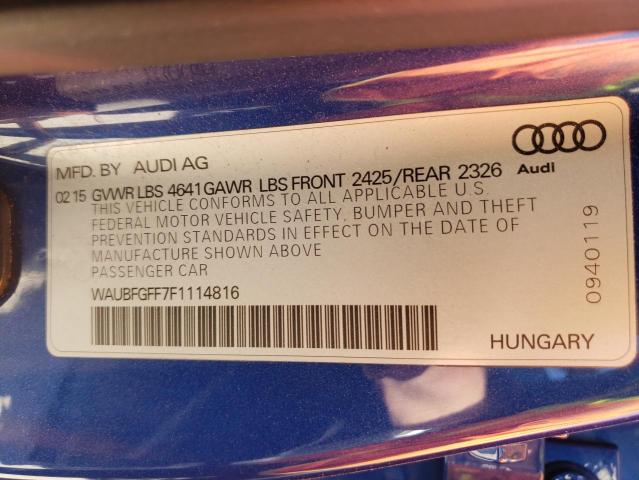 MFD. BY AUDI AG
Audi
02 15 GVWR LBS 4641 GAWR LBS FRONT 2425/REAR 2326
THIS VEHICLE CONFORMS TO ALL APPLICABLE U.S.
FEDERAL MOTOR VEHICLE SAFETY, BUMPER AND THEFT
PREVENTION STANDARDS IN EFFECT ON THE DATE OF
MANUFACTURE SHOWN ABOVE
PASSENGER CAR
WAUBFGFF7F1114816
HUNGARY
0940119